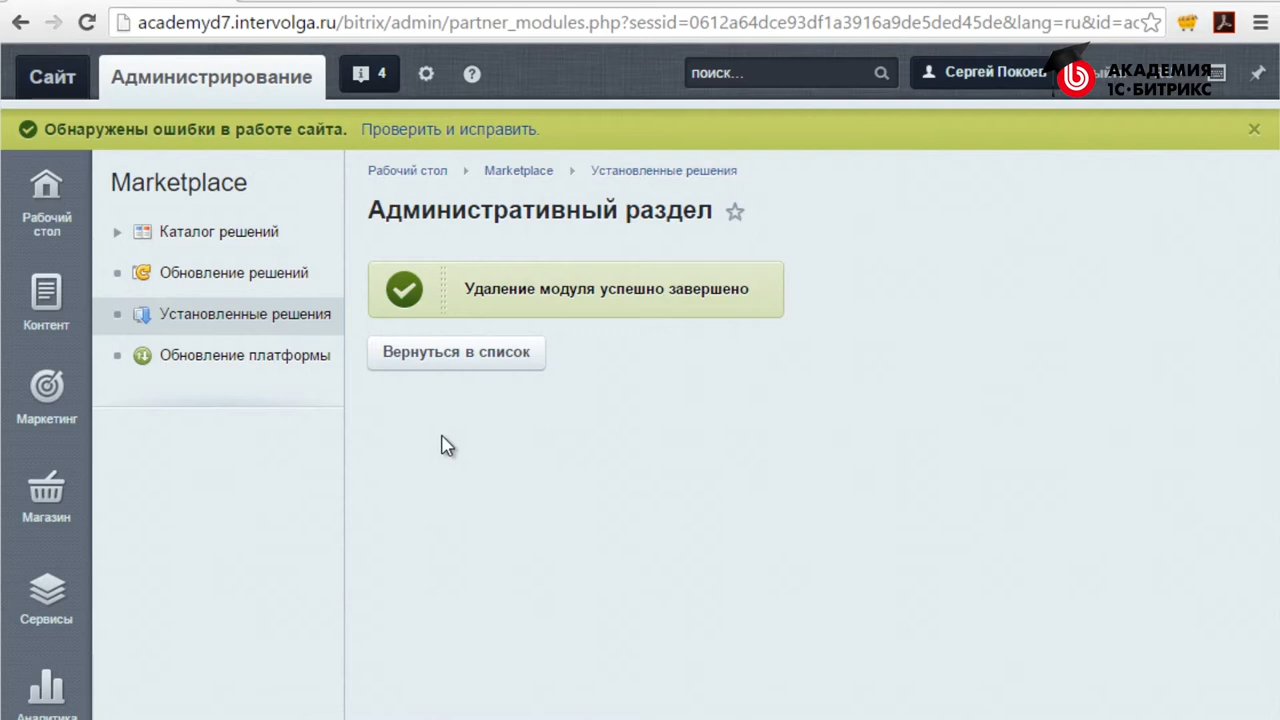 academyd7.intervolga.ru/bitrix/admin/partner_modules.php?sessid=0612a64dce93df1a3916a9de5ded45de&lang=ru&id=ac
Сайт
Администрирование
4
поиск...
Сергей Покоев
АКАДЕМИЯ
1С-БИТРИКС
Обнаружены ошибки в работе сайта. Проверить и исправить.
Рабочий
стол
Контент
Маркетинг
Магазин
Сервисы
Аналитика
Marketplace
Каталог решений
Обновление решений
Установленные решения
Обновление платформы
Рабочий стол Marketplace Установленные решения
Административный раздел
Удаление модуля успешно завершено
Вернуться в список